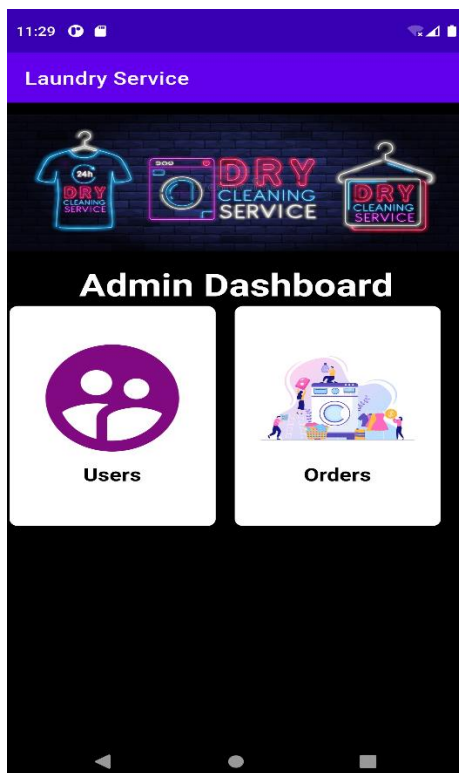 11:29
Laundry Service
24h
DRY
CLEANING
SERVICE
DRY
CLEANING
SERVICE
DRY
CLEANING
SERVICE
Admin Dashboard
Users
Orders